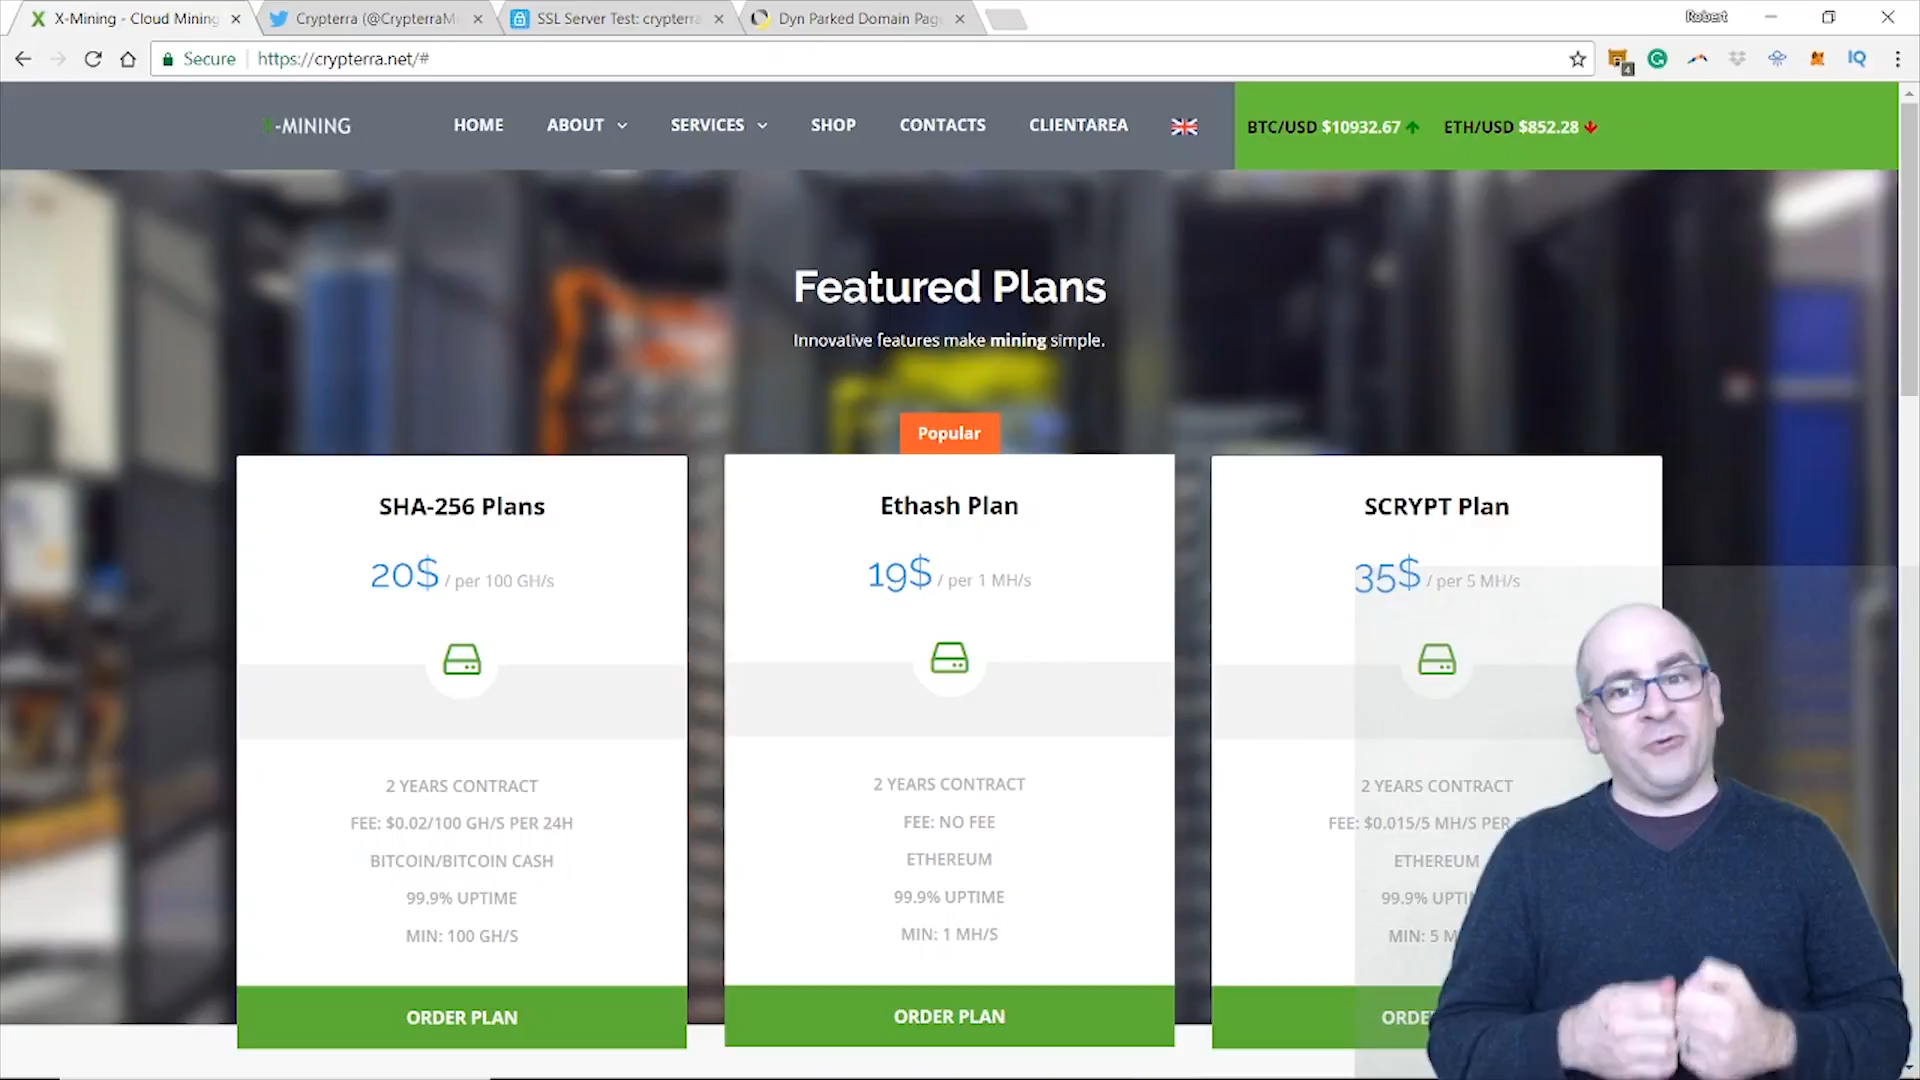 X-Mining - Cloud Mining
Crypterra (@CrypterraM
SSL Server Test: crypterra
Dyn Parked Domain Pag
Robert
Secure
https://crypterra.net/#
4
IQ
X-MINING
HOME
ABOUT
SERVICES
SHOP
CONTACTS
CLIENTAREA
BTC/USD $10932.67
ETH/USD $852.28
Featured Plans
Innovative features make mining simple.
Popular
SHA-256 Plans
20$ / per 100 GH/s
2 YEARS CONTRACT
FEE: $0.02/100 GH/S PER 24H
BITCOIN/BITCOIN CASH
99.9% UPTIME
MIN: 100 GH/S
ORDER PLAN
Ethash Plan
19$ / per 1 MH/s
2 YEARS CONTRACT
FEE: NO FEE
ETHEREUM
99.9% UPTIME
MIN: 1 MH/S
ORDER PLAN
SCRYPT Plan
35$ / per 5 MH/s
2 YEARS CONTRACT
FEE: $0.015/5 MH/S PER
ETHEREUM
99.9% UPTI
MIN: 5 M
ORDE